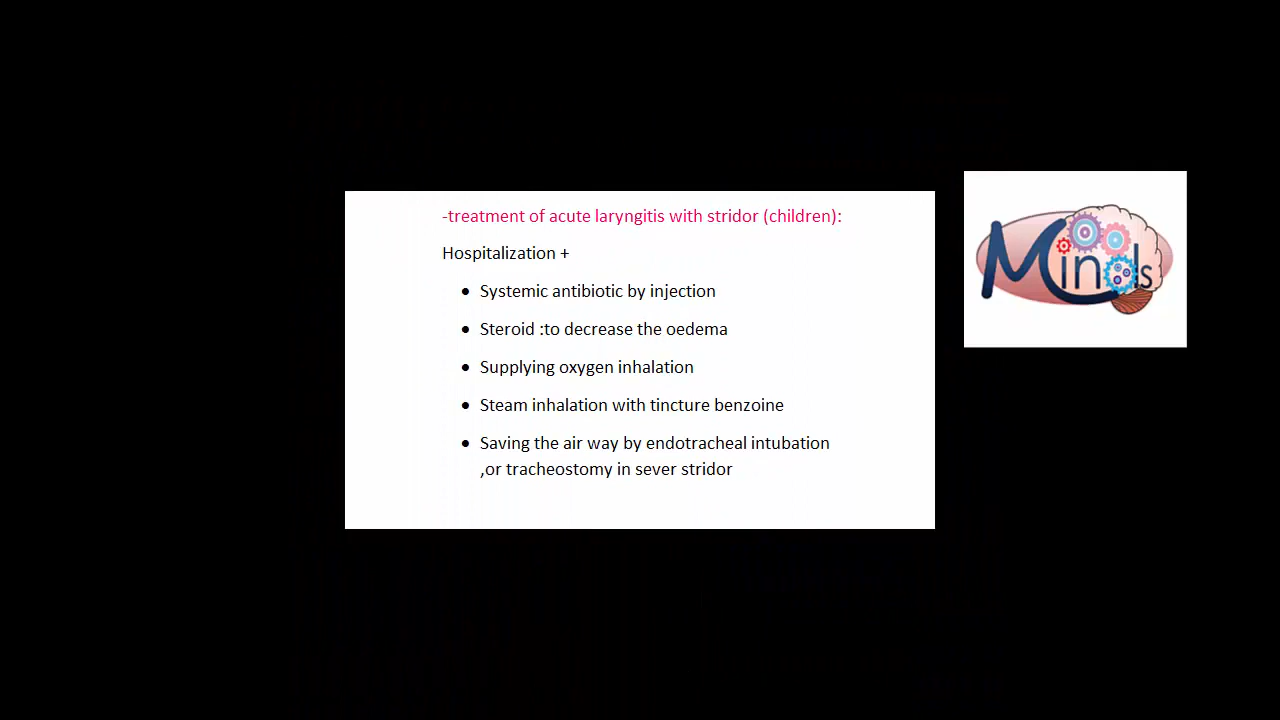 -treatment of acute laryngitis with stridor (children):
Hospitalization +
• Systemic antibiotic by injection
• Steroid :to decrease the oedema
• Supplying oxygen inhalation
• Steam inhalation with tincture benzoine
• Saving the air way by endotracheal intubation
,or tracheostomy in sever stridor
Minds